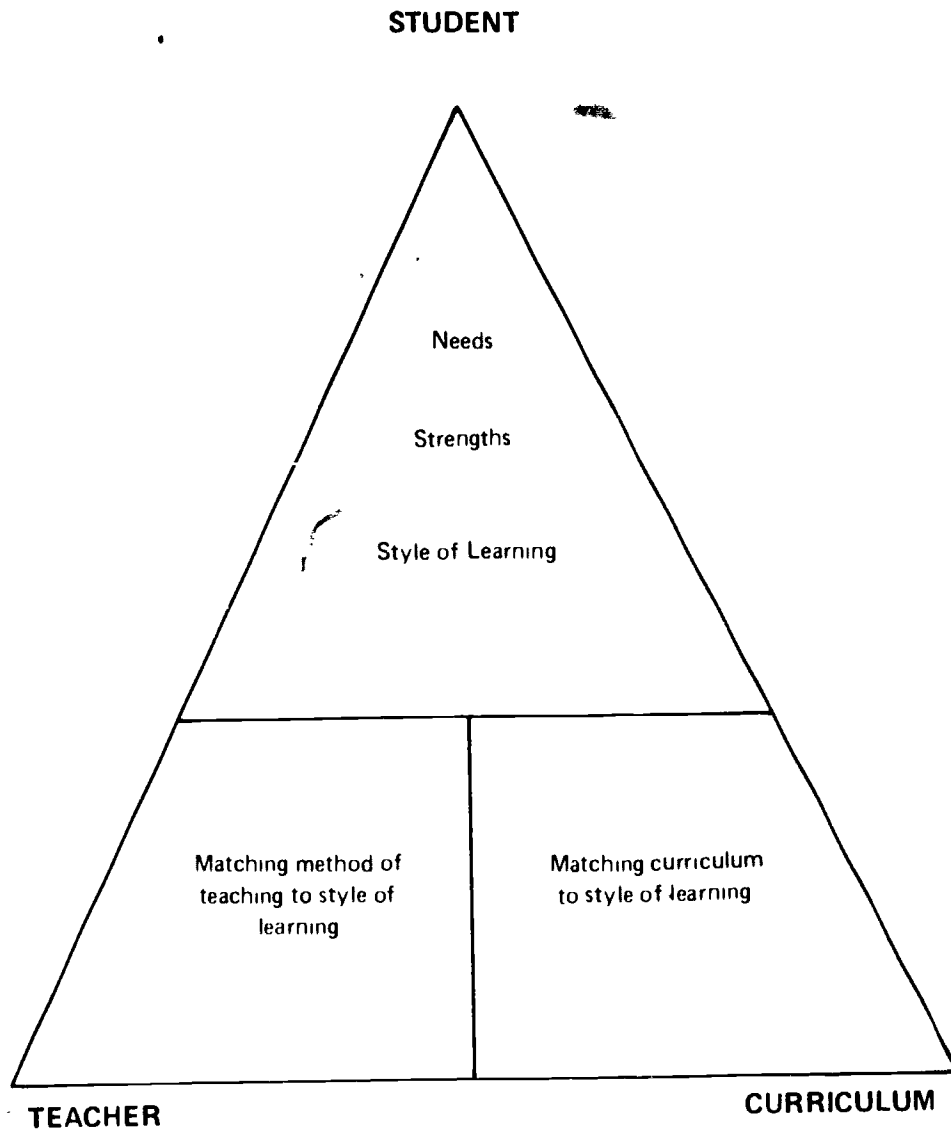 STUDENT
Needs
Strengths
Style of Learning
Matching method of
teaching to style of
learning
Matching curriculum
to style of learning
TEACHER
CURRICULUM